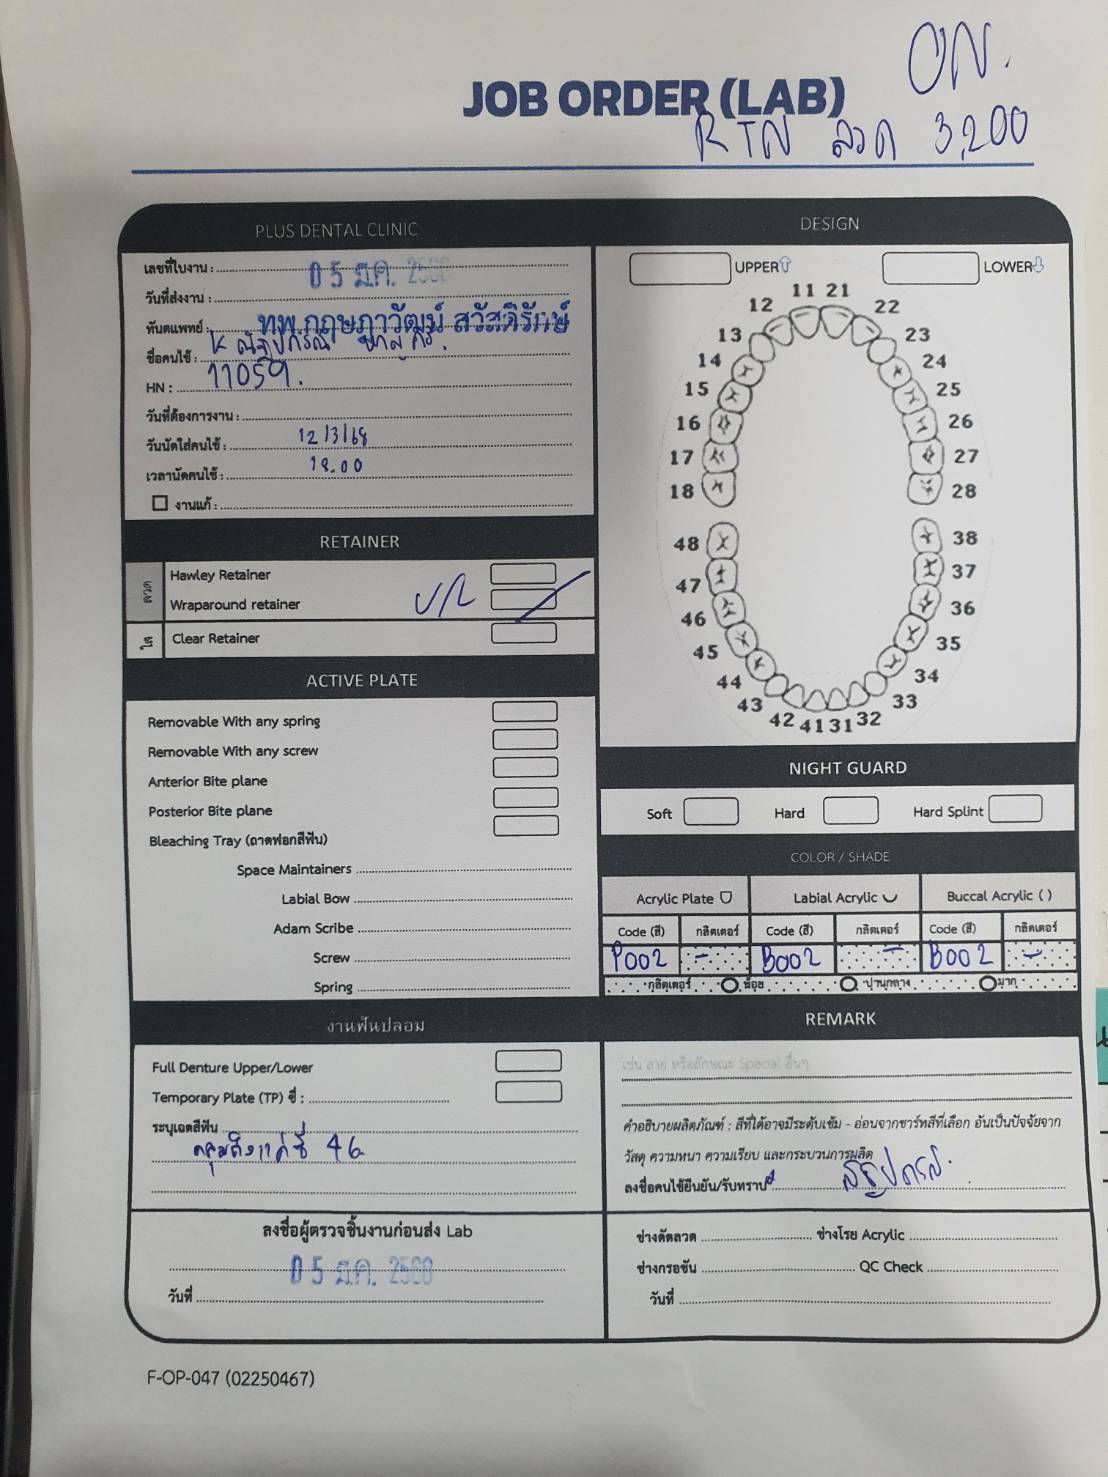 ON.
JOB ORDER (LAB)
RTN ลวด 3,200
PLUS DENTAL CLINIC
เลขที่ใบงาน :
05 มี.ค. 2568
วันที่ส่งงาน :
ทันตแพทย์ : ทพ.กฤษฎาวัฒน์ สวัสดิรักษ์
ชื่อคนไข้ : K
HN : 11059.
วันที่ต้องการงาน :
วันนัดใส่คนไข้ : 12/3/68
เวลานัดคนไข้ : 18.00
งานแก้ :
DESIGN
UPPER
LOWER
11 21
12 22
13 23
14 24
15 25
16 26
17 27
18 28
48 38
47 37
46 36
45 35
44 34
43 33
42 41 31 32
RETAINER
ลวด
Hawley Retainer
Wraparound retainer U/L
ใส
Clear Retainer
ACTIVE PLATE
Removable With any spring
Removable With any screw
Anterior Bite plane
Posterior Bite plane
Bleaching Tray (ถาดฟอกสีฟัน)
Space Maintainers
Labial Bow
Adam Scribe
Screw
Spring
NIGHT GUARD
Soft Hard Hard Splint
COLOR / SHADE
Acrylic Plate Labial Acrylic Buccal Acrylic ( )
Code (สี) กลิตเตอร์ Code (สี) กลิตเตอร์ Code (สี) กลิตเตอร์
P002 - B002 - B002 -
กลิตเตอร์ น้อย ปานกลาง มาก
งานฟันปลอม
Full Denture Upper/Lower
Temporary Plate (TP) ซี่ :
ระบุเฉดสีฟัน
คลุมถึงแค่ซี่ 46
REMARK
เช่น ลาย หรือลักษณะ Special อื่นๆ
คำอธิบายผลิตภัณฑ์ : สีที่ได้อาจมีระดับเข้ม - อ่อนจากชาร์ทสีที่เลือก อันเป็นปัจจัยจาก
วัสดุ ความหนา ความเรียบ และกระบวนการผลิต
ลงชื่อคนไข้ยืนยัน/รับทราบ
ลงชื่อผู้ตรวจชิ้นงานก่อนส่ง Lab
05 มี.ค. 2568
วันที่
ช่างดัดลวด ช่างโรย Acrylic
ช่างกรอขัน QC Check
วันที่
F-OP-047 (02250467)